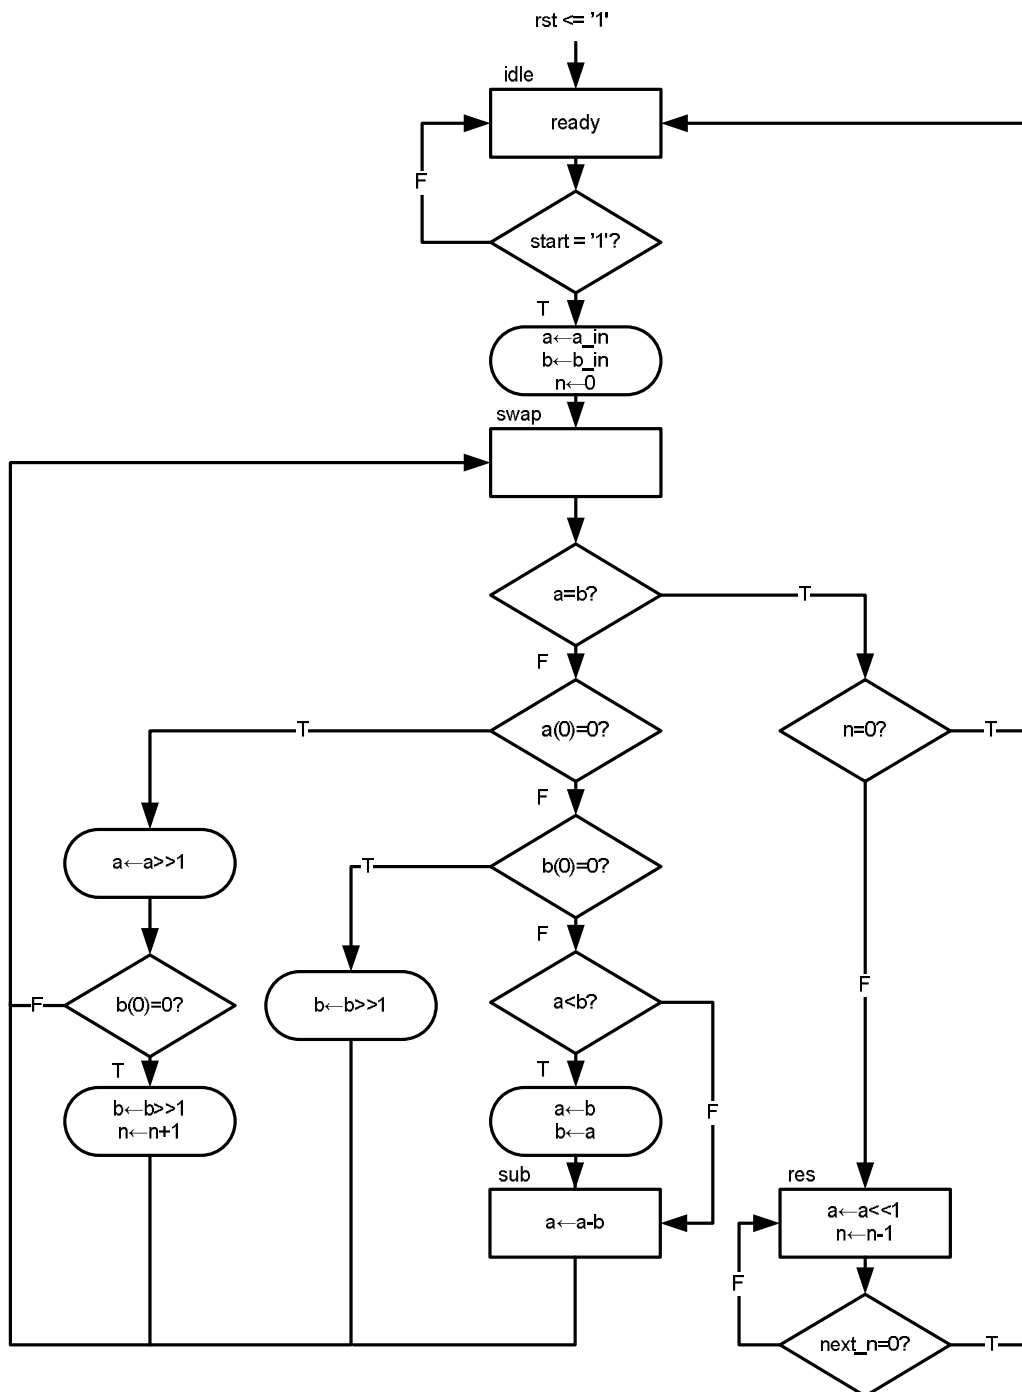 rst <= '1'
idle
ready
F
start = '1'?
T
a←a_in
b←b_in
n←0
swap
a=b?
T
F
a(0)=0?
T
n=0?
T
F
a←a>>1
b(0)=0?
T
F
b(0)=0?
F
T
b←b>>1
n←n+1
b←b>>1
a<b?
F
T
a←b
b←a
sub
a←a-b
F
res
a←a<<1
n←n-1
F
next_n=0?
T